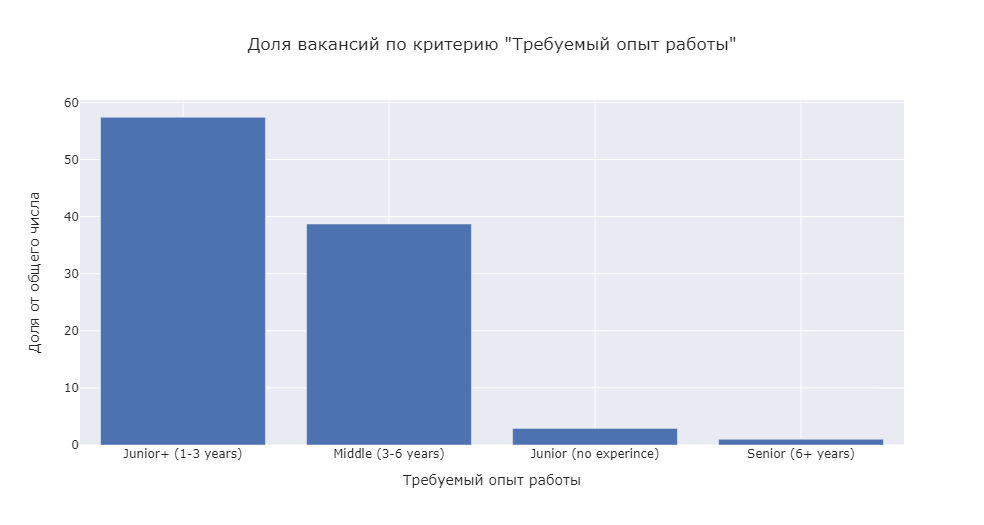 Доля вакансий по критерию "Требуемый опыт работы"
Доля от общего числа
60
50
40
30
20
10
0
Junior+ (1-3 years)
Middle (3-6 years)
Junior (no experince)
Senior (6+ years)
Требуемый опыт работы